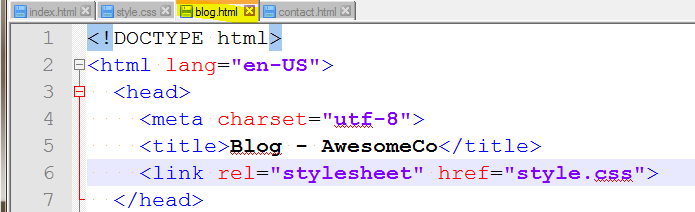 index.html style.css blog.html contact.html
1 <!DOCTYPE html>
2 <html lang="en-US">
3 <head>
4 <meta charset="utf-8">
5 <title>Blog - AwesomeCo</title>
6 <link rel="stylesheet" href="style.css">
7 </head>